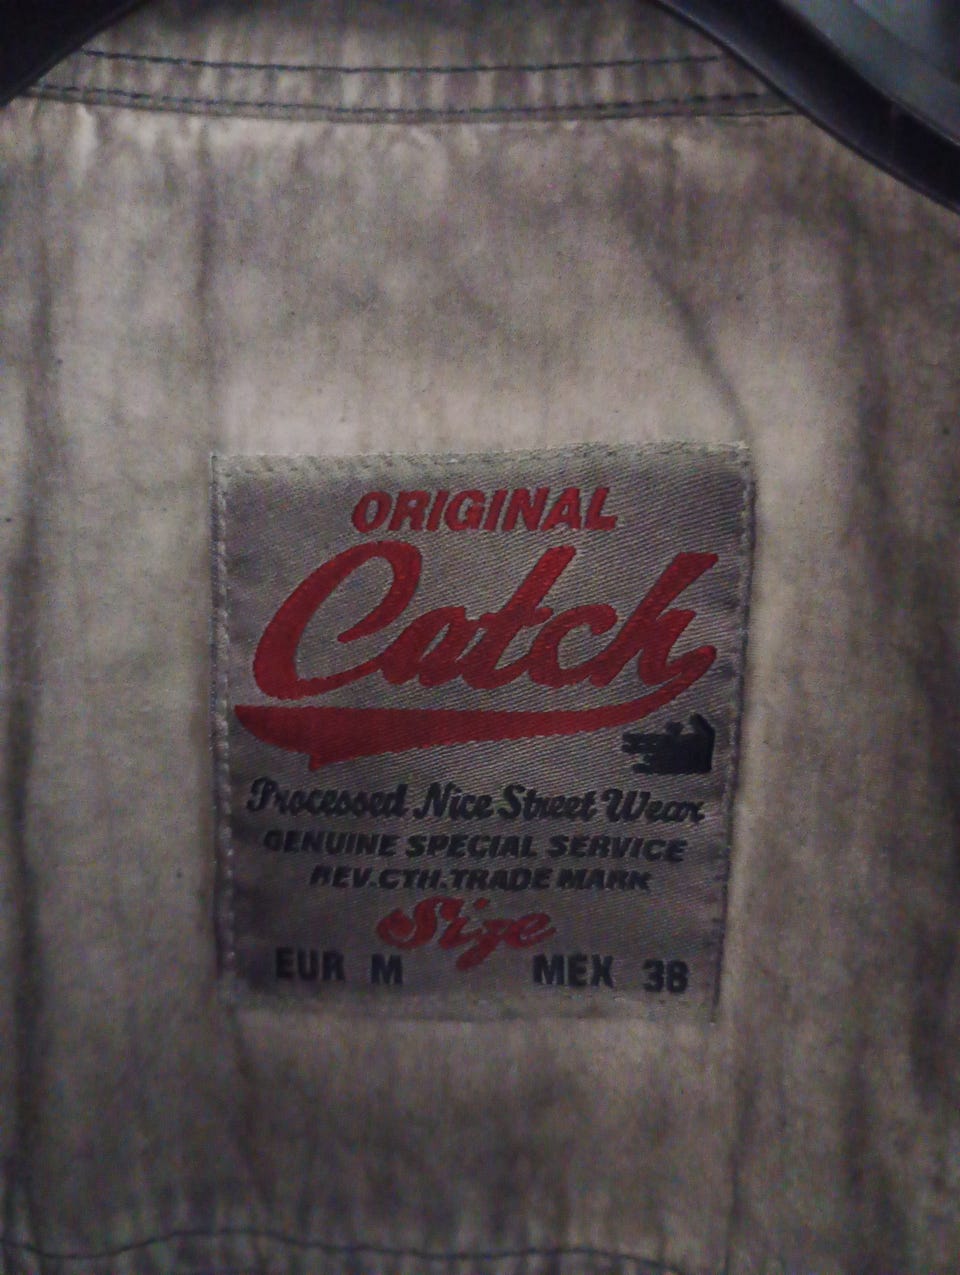 ORIGINAL
Catch
Processed Nice Street Wear
GENUINE SPECIAL SERVICE
REV.CTH.TRADE MARK
Size
EUR M MEX 38